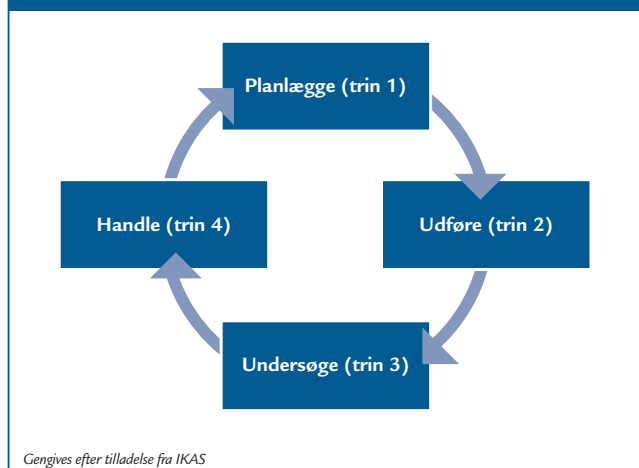 Planlægge (trin 1)
Handle (trin 4)
Udføre (trin 2)
Undersøge (trin 3)
Gengives efter tilladelse fra IKAS